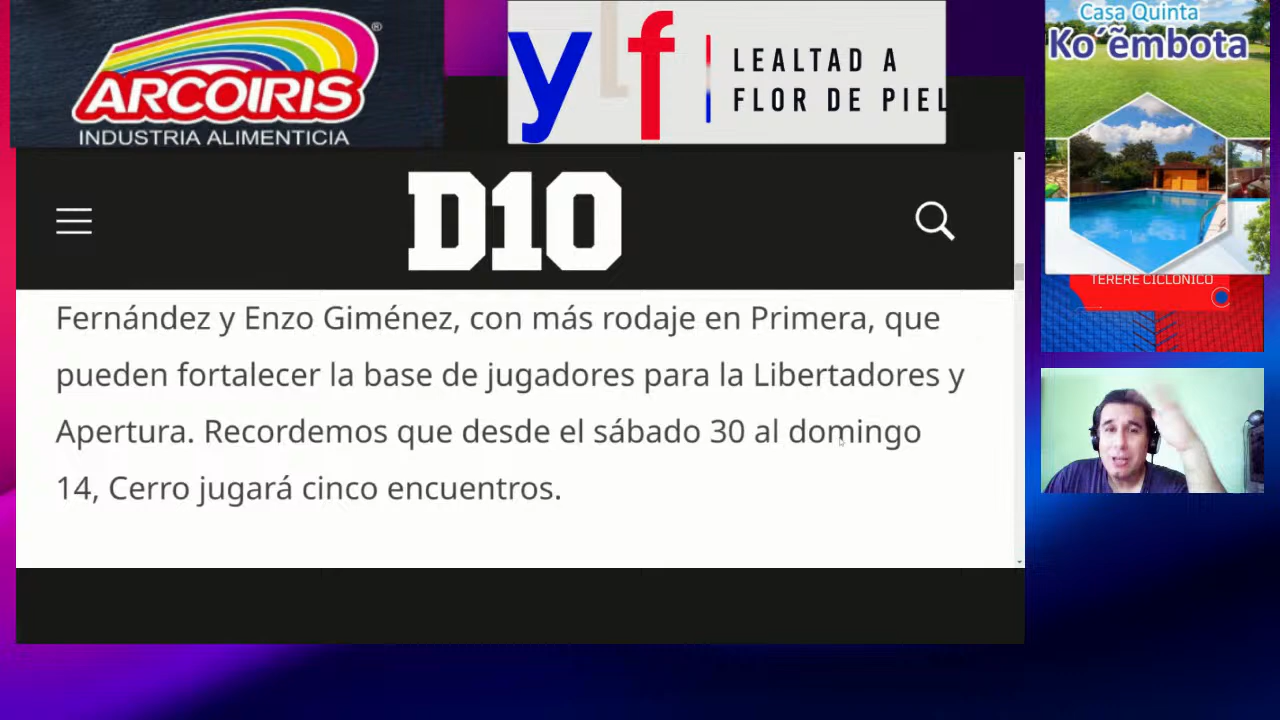 ARCOIRIS®
INDUSTRIA ALIMENTICIA
yf
LEALTAD A
FLOR DE PIEL
Casa Quinta
Ko´ẽmbota
D10
TERERE CICLONICO
Fernández y Enzo Giménez, con más rodaje en Primera, que
pueden fortalecer la base de jugadores para la Libertadores y
Apertura. Recordemos que desde el sábado 30 al domingo
14, Cerro jugará cinco encuentros.